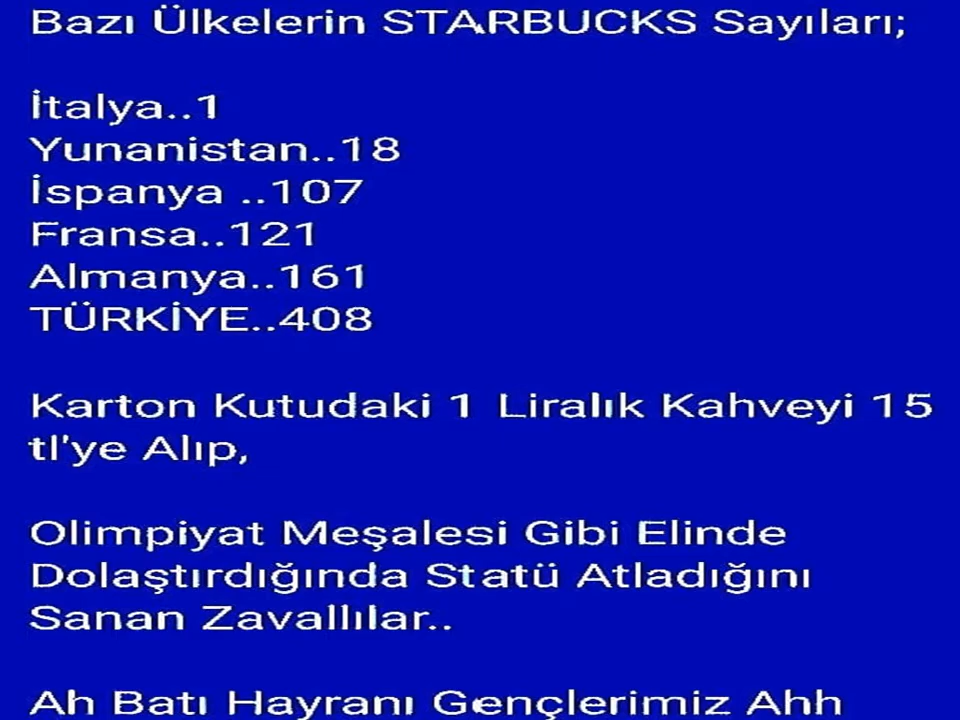 Bazı Ülkelerin STARBUCKS Sayıları;
İtalya..1
Yunanistan..18
İspanya ..107
Fransa..121
Almanya..161
TÜRKİYE..408
Karton Kutudaki 1 Liralık Kahveyi 15
tl'ye Alıp,
Olimpiyat Meşalesi Gibi Elinde
Dolaştırdığında Statü Atladığını
Sanan Zavallılar..
Ah Batı Hayranı Gençlerimiz Ahh